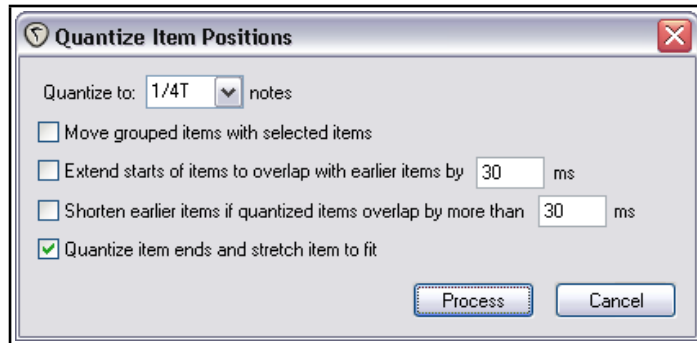 Quantize Item Positions
Quantize to: 1/4T notes
Move grouped items with selected items
Extend starts of items to overlap with earlier items by 30 ms
Shorten earlier items if quantized items overlap by more than 30 ms
Quantize item ends and stretch item to fit
Process Cancel